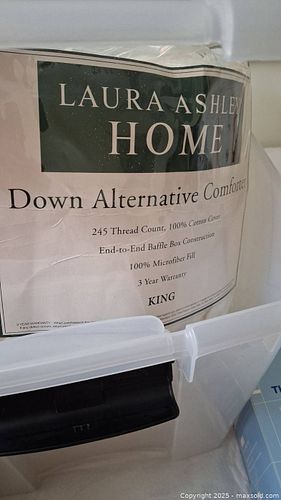 LAURA ASHLEY
HOME
Down Alternative Comforter
245 Thread Count, 100% Cotton Cover
End-to-End Baffle Box Construction
100% Microfiber Fill
3 Year Warranty
KING
Copyright © 2025 - maxsold.com